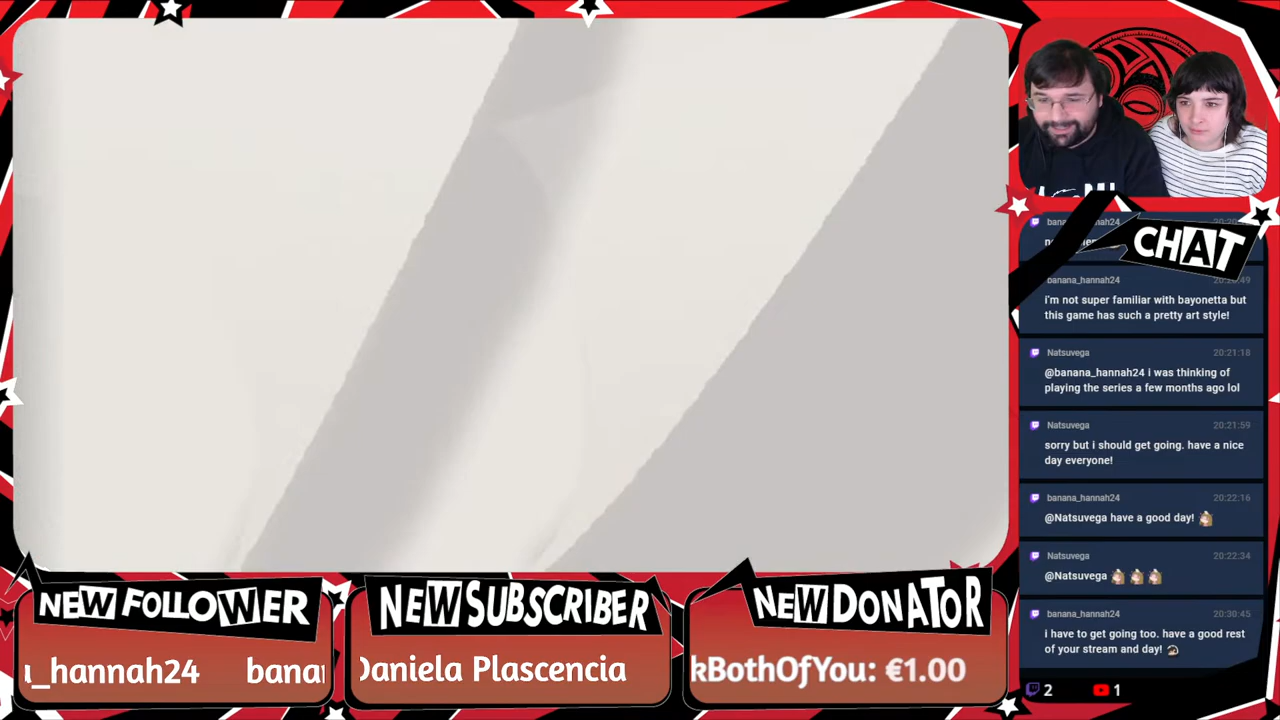 CHAT
banana_hannah24 20:20:49
i'm not super familiar with bayonetta but
this game has such a pretty art style!
Natsuvega 20:21:18
@banana_hannah24 i was thinking of
playing the series a few months ago lol
Natsuvega 20:21:59
sorry but i should get going. have a nice
day everyone!
banana_hannah24 20:22:16
@Natsuvega have a good day!
Natsuvega 20:22:34
@Natsuvega
banana_hannah24 20:30:45
i have to get going too. have a good rest
of your stream and day!
2 1
NEW FOLLOWER
_hannah24 bana
NEW SUBSCRIBER
Daniela Plascencia
NEW DONATOR
kBothOfYou: €1.00